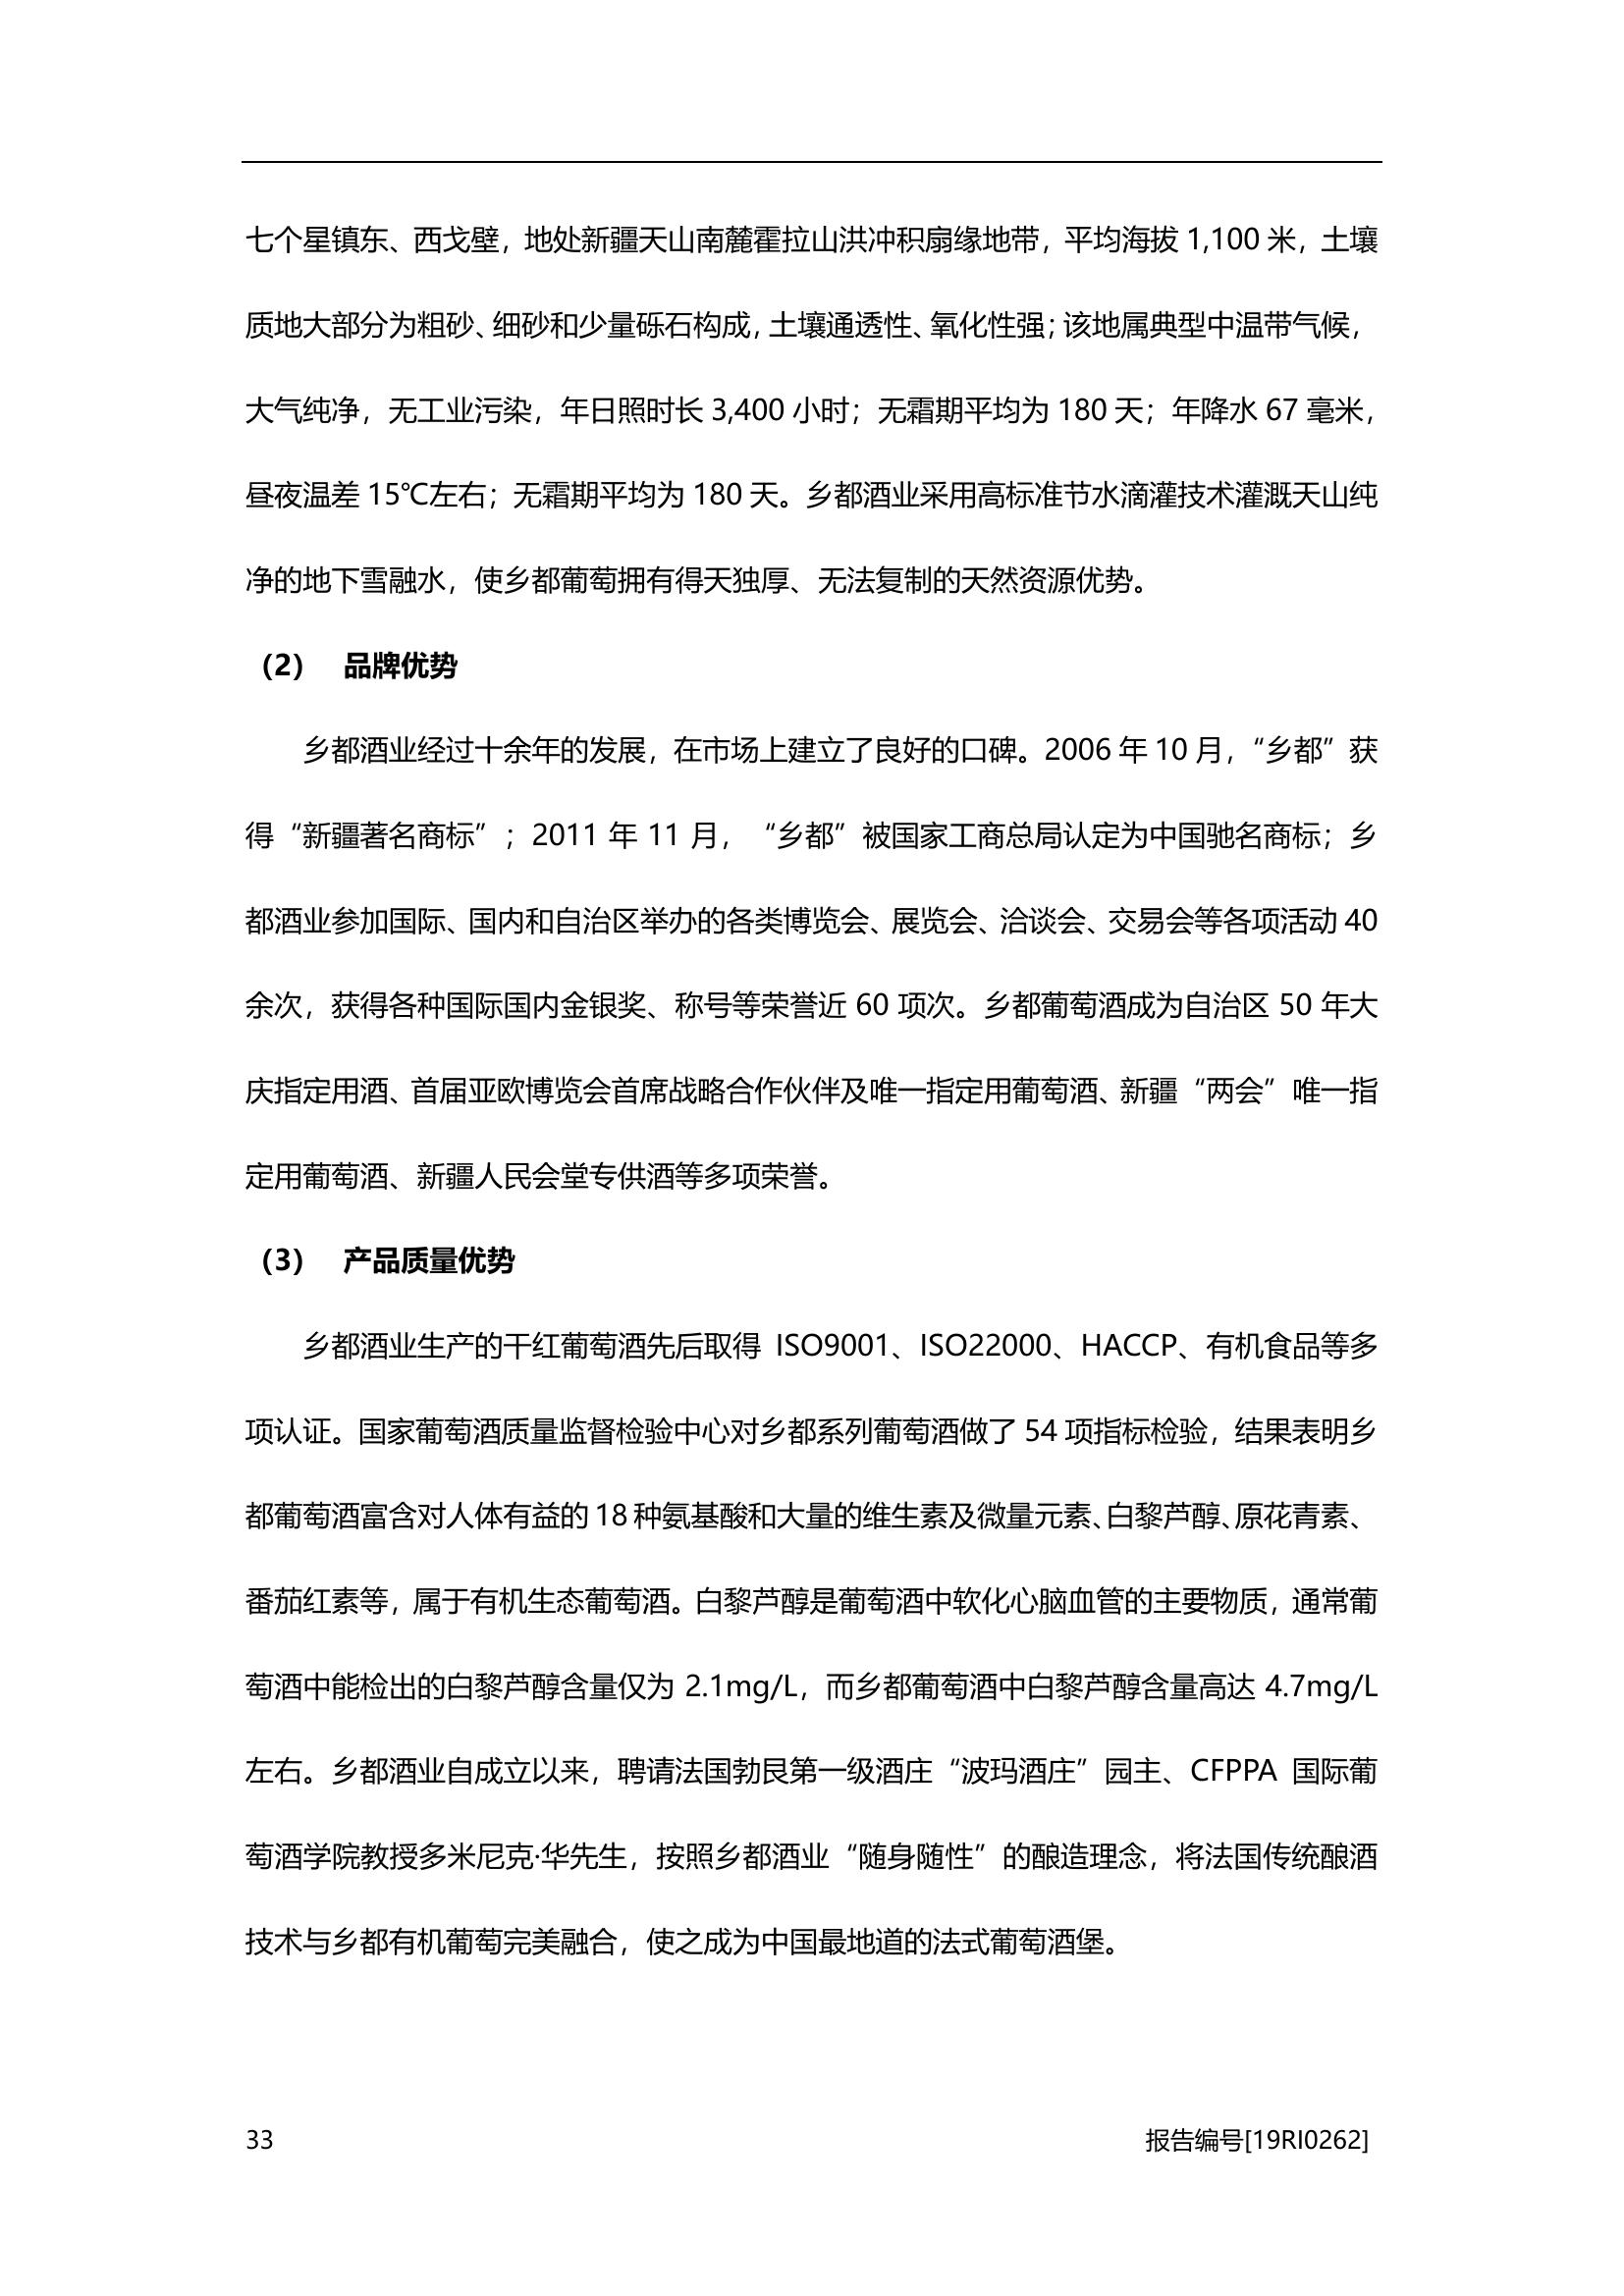 七个星镇东、西戈壁，地处新疆天山南麓霍拉山洪冲积扇缘地带，平均海拔 1,100 米，土壤
质地大部分为粗砂、细砂和少量砾石构成，土壤通透性、氧化性强；该地属典型中温带气候，
大气纯净，无工业污染，年日照时长 3,400 小时；无霜期平均为 180 天；年降水 67 毫米，
昼夜温差 15℃左右；无霜期平均为 180 天。乡都酒业采用高标准节水滴灌技术灌溉天山纯
净的地下雪融水，使乡都葡萄拥有得天独厚、无法复制的天然资源优势。
（2） 品牌优势
乡都酒业经过十余年的发展，在市场上建立了良好的口碑。2006 年 10 月，“乡都”获
得“新疆著名商标”；2011 年 11 月，“乡都”被国家工商总局认定为中国驰名商标；乡
都酒业参加国际、国内和自治区举办的各类博览会、展览会、洽谈会、交易会等各项活动 40
余次，获得各种国际国内金银奖、称号等荣誉近 60 项次。乡都葡萄酒成为自治区 50 年大
庆指定用酒、首届亚欧博览会首席战略合作伙伴及唯一指定用葡萄酒、新疆“两会”唯一指
定用葡萄酒、新疆人民会堂专供酒等多项荣誉。
（3） 产品质量优势
乡都酒业生产的干红葡萄酒先后取得 ISO9001、ISO22000、HACCP、有机食品等多
项认证。国家葡萄酒质量监督检验中心对乡都系列葡萄酒做了 54 项指标检验，结果表明乡
都葡萄酒富含对人体有益的 18 种氨基酸和大量的维生素及微量元素、白黎芦醇、原花青素、
番茄红素等，属于有机生态葡萄酒。白黎芦醇是葡萄酒中软化心脑血管的主要物质，通常葡
萄酒中能检出的白黎芦醇含量仅为 2.1mg/L，而乡都葡萄酒中白黎芦醇含量高达 4.7mg/L
左右。乡都酒业自成立以来，聘请法国勃艮第一级酒庄“波玛酒庄”园主、CFPPA 国际葡
萄酒学院教授多米尼克·华先生，按照乡都酒业“随身随性”的酿造理念，将法国传统酿酒
技术与乡都有机葡萄完美融合，使之成为中国最地道的法式葡萄酒堡。
33 报告编号[19RI0262]